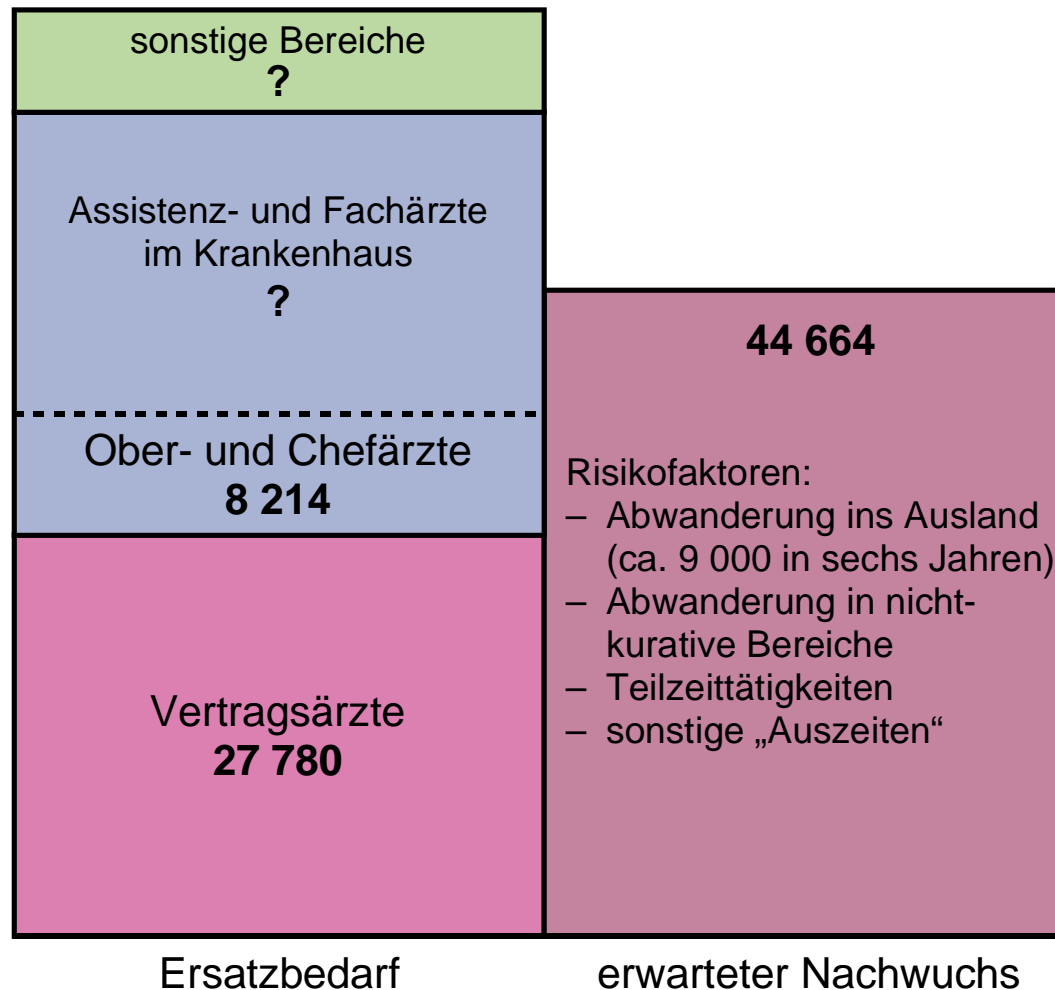 sonstige Bereiche
?
Assistenz- und Fachärzte
im Krankenhaus
?
Ober- und Chefärzte
8 214
Vertragsärzte
27 780
Ersatzbedarf
44 664
Risikofaktoren:
– Abwanderung ins Ausland
(ca. 9 000 in sechs Jahren)
– Abwanderung in nicht-
kurative Bereiche
– Teilzeittätigkeiten
– sonstige „Auszeiten“
erwarteter Nachwuchs